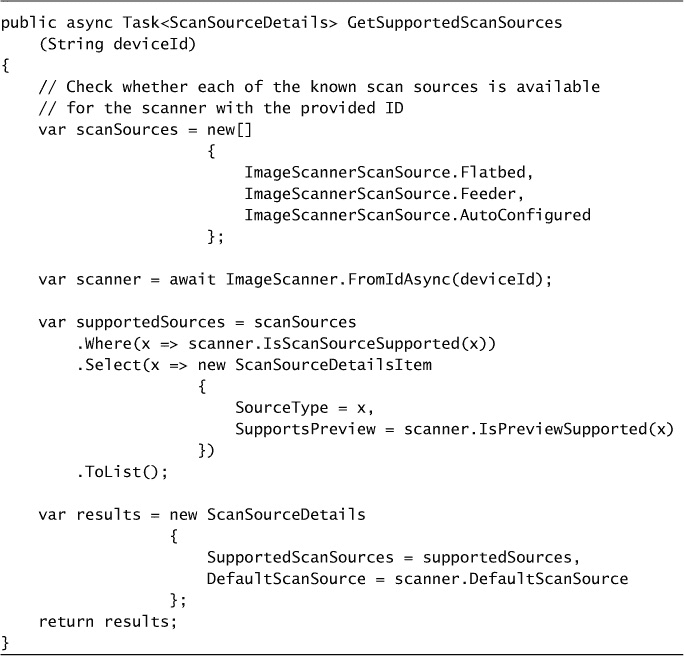 public async Task<ScanSourceDetails> GetSupportedScanSources
    (String deviceId)
{
    // Check whether each of the known scan sources is available
    // for the scanner with the provided ID
    var scanSources = new[]
                      {
                          ImageScannerScanSource.Flatbed,
                          ImageScannerScanSource.Feeder,
                          ImageScannerScanSource.AutoConfigured
                      };
    var scanner = await ImageScanner.FromIdAsync(deviceId);
    var supportedSources = scanSources
        .Where(x => scanner.IsScanSourceSupported(x))
        .Select(x => new ScanSourceDetailsItem
                     {
                         SourceType = x,
                         SupportsPreview = scanner.IsPreviewSupported(x)
                     })
        .ToList();
    var results = new ScanSourceDetails
                  {
                      SupportedScanSources = supportedSources,
                      DefaultScanSource = scanner.DefaultScanSource
                  };
    return results;
}